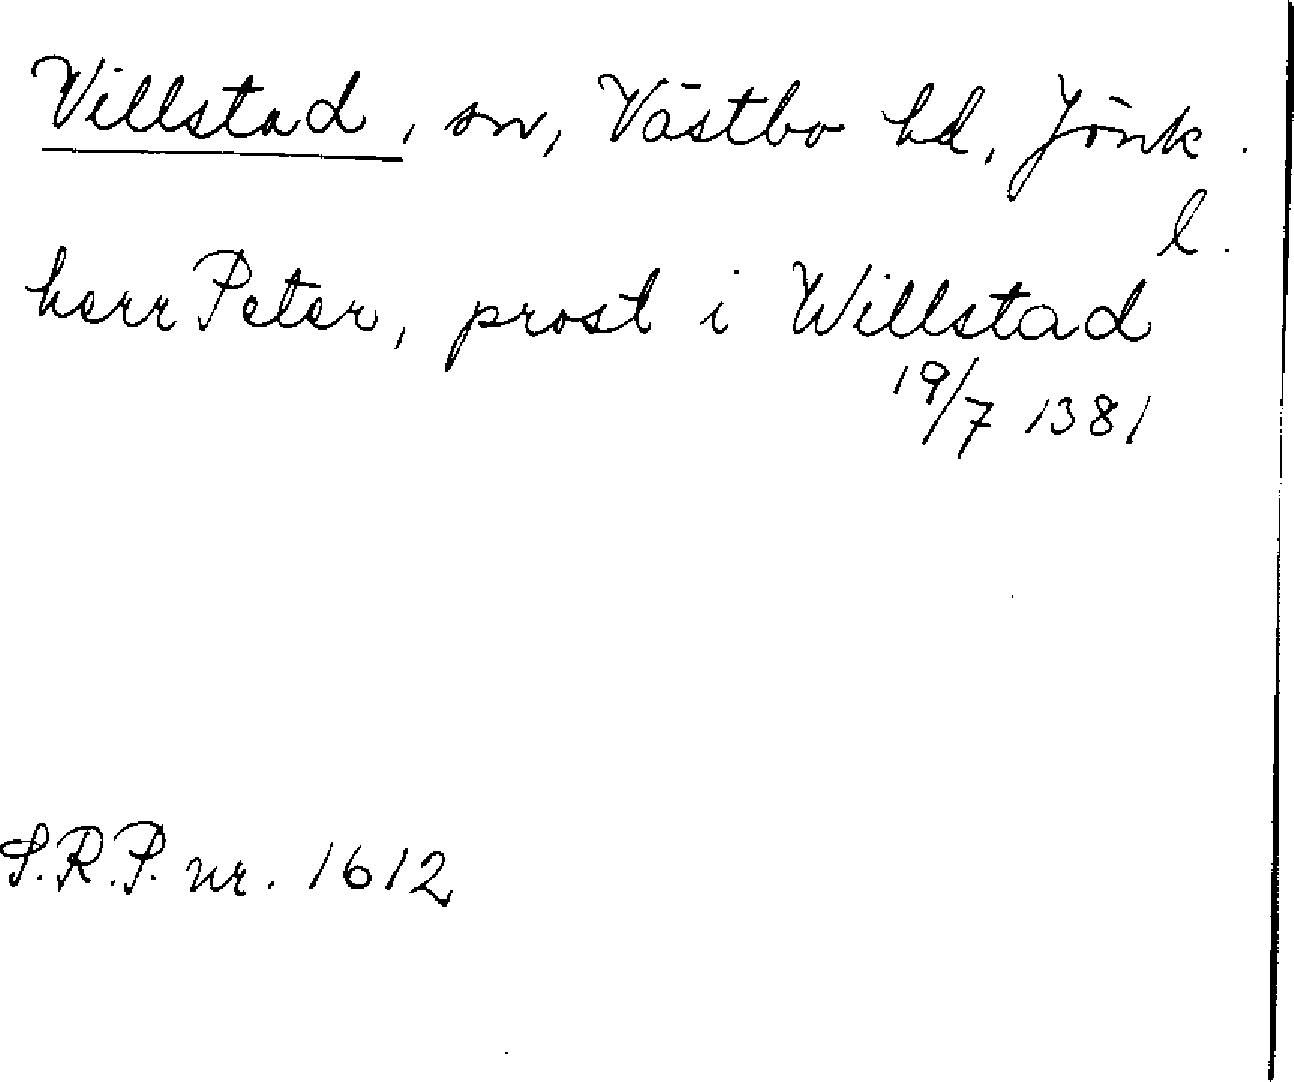 Villstad, sn, Västbo hd, Jönk.
l.
herr Peter, prost i Willstad
19/7 1381
S.R.P. nr. 1612